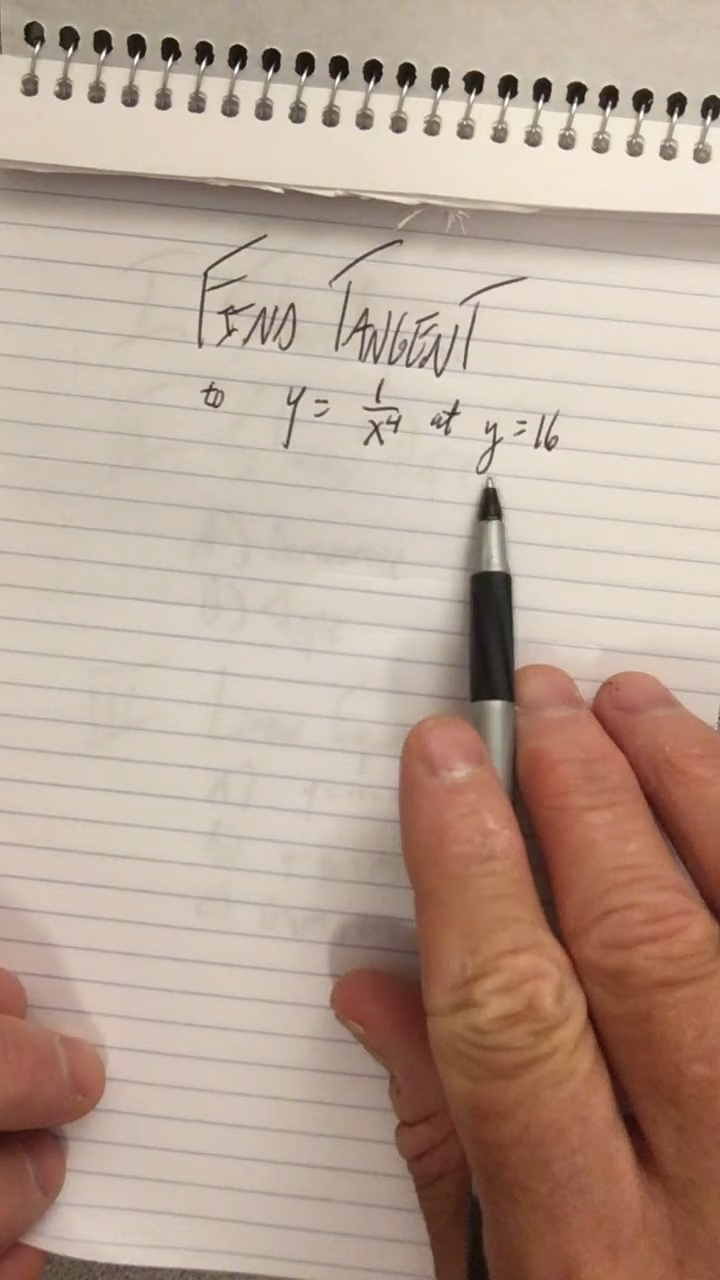 FIND TANGENT
to y = 1/x⁴ at y = 16